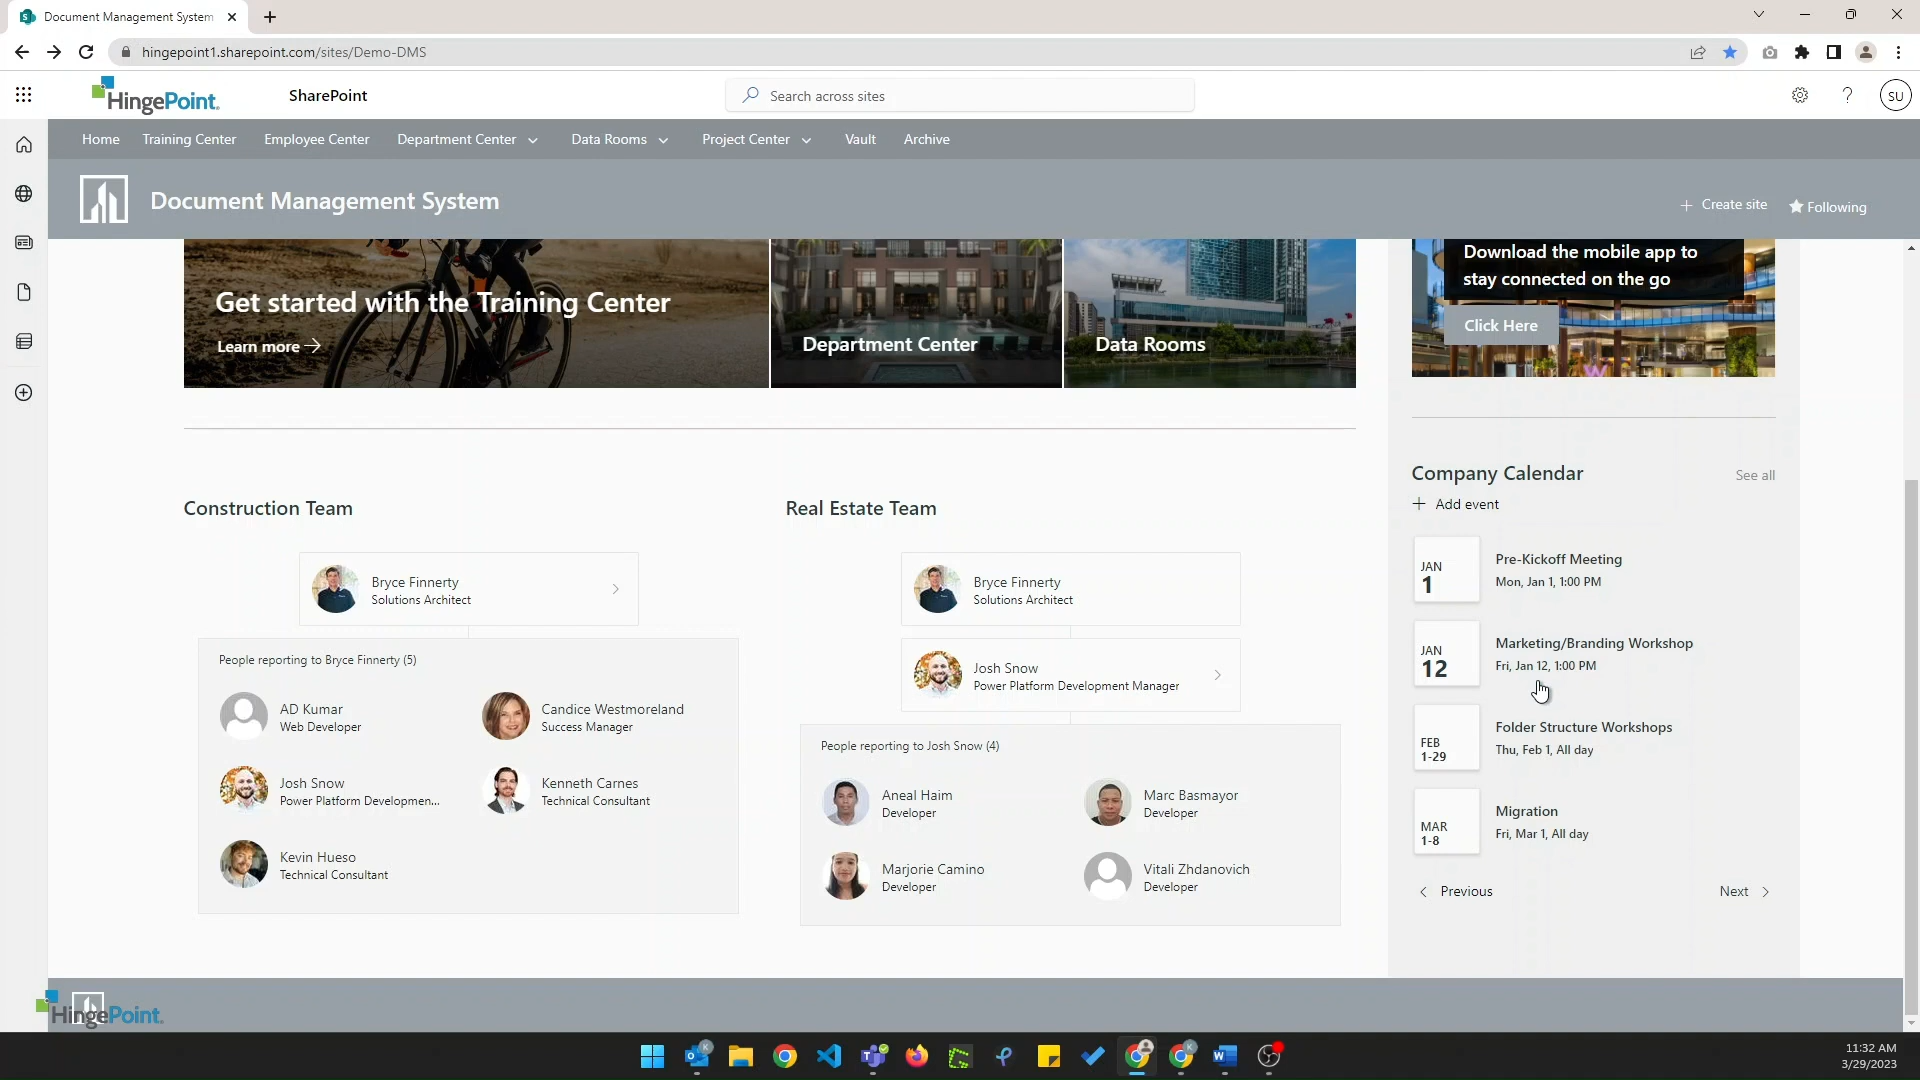 Document Management System
hingepoint1.sharepoint.com/sites/Demo-DMS
HingePoint.
SharePoint
Search across sites
SU
Home
Training Center
Employee Center
Department Center
Data Rooms
Project Center
Vault
Archive
Document Management System
Create site
Following
Get started with the Training Center
Learn more
Department Center
Data Rooms
Download the mobile app to
stay connected on the go
Click Here
Construction Team
Bryce Finnerty
Solutions Architect
People reporting to Bryce Finnerty (5)
AD Kumar
Web Developer
Candice Westmoreland
Success Manager
Josh Snow
Power Platform Developmen...
Kenneth Carnes
Technical Consultant
Kevin Hueso
Technical Consultant
Real Estate Team
Bryce Finnerty
Solutions Architect
Josh Snow
Power Platform Development Manager
People reporting to Josh Snow (4)
Aneal Haim
Developer
Marc Basmayor
Developer
Marjorie Camino
Developer
Vitali Zhdanovich
Developer
Company Calendar
See all
Add event
JAN
1
Pre-Kickoff Meeting
Mon, Jan 1, 1:00 PM
JAN
12
Marketing/Branding Workshop
Fri, Jan 12, 1:00 PM
FEB
1-29
Folder Structure Workshops
Thu, Feb 1, All day
MAR
1-8
Migration
Fri, Mar 1, All day
Previous
Next
HingePoint.
11:32 AM
3/29/2023